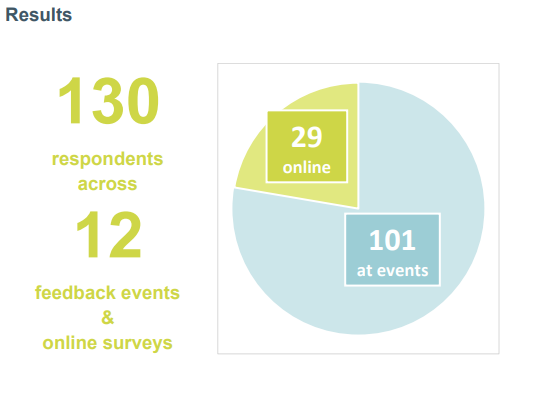 Results
130
respondents
across
12
feedback events
&
online surveys
29
online
101
at events